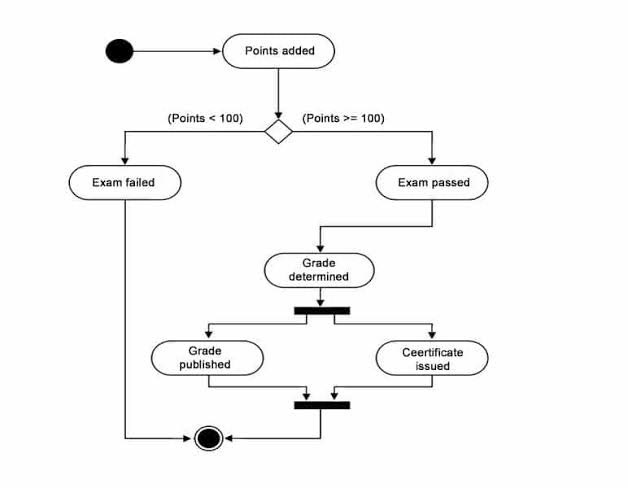 Points added
(Points < 100)
(Points >= 100)
Exam failed
Exam passed
Grade
determined
Grade
published
Ceertificate
issued